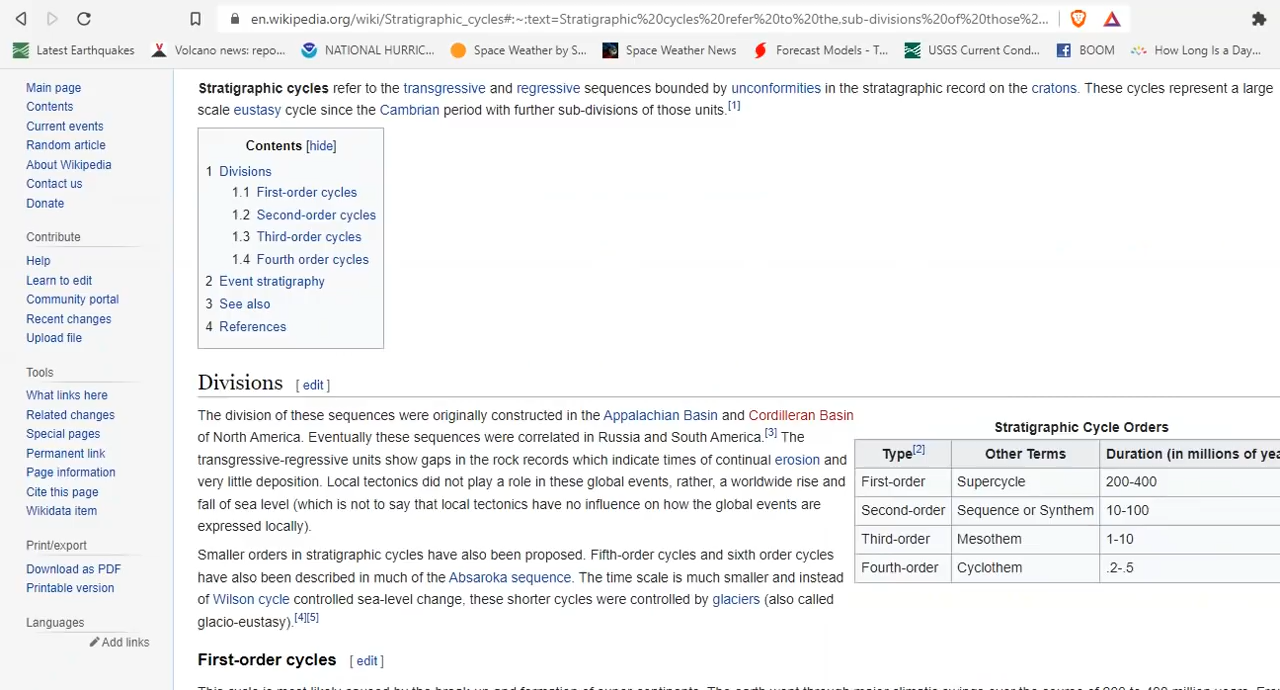 en.wikipedia.org/wiki/Stratigraphic_cycles#:~:text=Stratigraphic%20cycles%20refer%20to%20the,sub-divisions%20of%20those%2...
Latest Earthquakes
Volcano news: repo...
NATIONAL HURRIC...
Space Weather by S...
Space Weather News
Forecast Models - T...
USGS Current Cond...
BOOM
How Long Is a Day...
Main page
Contents
Current events
Random article
About Wikipedia
Contact us
Donate
Contribute
Help
Learn to edit
Community portal
Recent changes
Upload file
Tools
What links here
Related changes
Special pages
Permanent link
Page information
Cite this page
Wikidata item
Print/export
Download as PDF
Printable version
Languages
Add links
Stratigraphic cycles refer to the transgressive and regressive sequences bounded by unconformities in the stratagraphic record on the cratons. These cycles represent a large
scale eustasy cycle since the Cambrian period with further sub-divisions of those units.[1]
Contents [hide]
1 Divisions
1.1 First-order cycles
1.2 Second-order cycles
1.3 Third-order cycles
1.4 Fourth order cycles
2 Event stratigraphy
3 See also
4 References
Divisions [ edit ]
The division of these sequences were originally constructed in the Appalachian Basin and Cordilleran Basin
of North America. Eventually these sequences were correlated in Russia and South America.[3] The
transgressive-regressive units show gaps in the rock records which indicate times of continual erosion and
very little deposition. Local tectonics did not play a role in these global events, rather, a worldwide rise and
fall of sea level (which is not to say that local tectonics have no influence on how the global events are
expressed locally).
Smaller orders in stratigraphic cycles have also been proposed. Fifth-order cycles and sixth order cycles
have also been described in much of the Absaroka sequence. The time scale is much smaller and instead
of Wilson cycle controlled sea-level change, these shorter cycles were controlled by glaciers (also called
glacio-eustasy).[4][5]
Stratigraphic Cycle Orders
Type[2] Other Terms Duration (in millions of yea
First-order Supercycle 200-400
Second-order Sequence or Synthem 10-100
Third-order Mesothem 1-10
Fourth-order Cyclothem .2-.5
First-order cycles [ edit ]